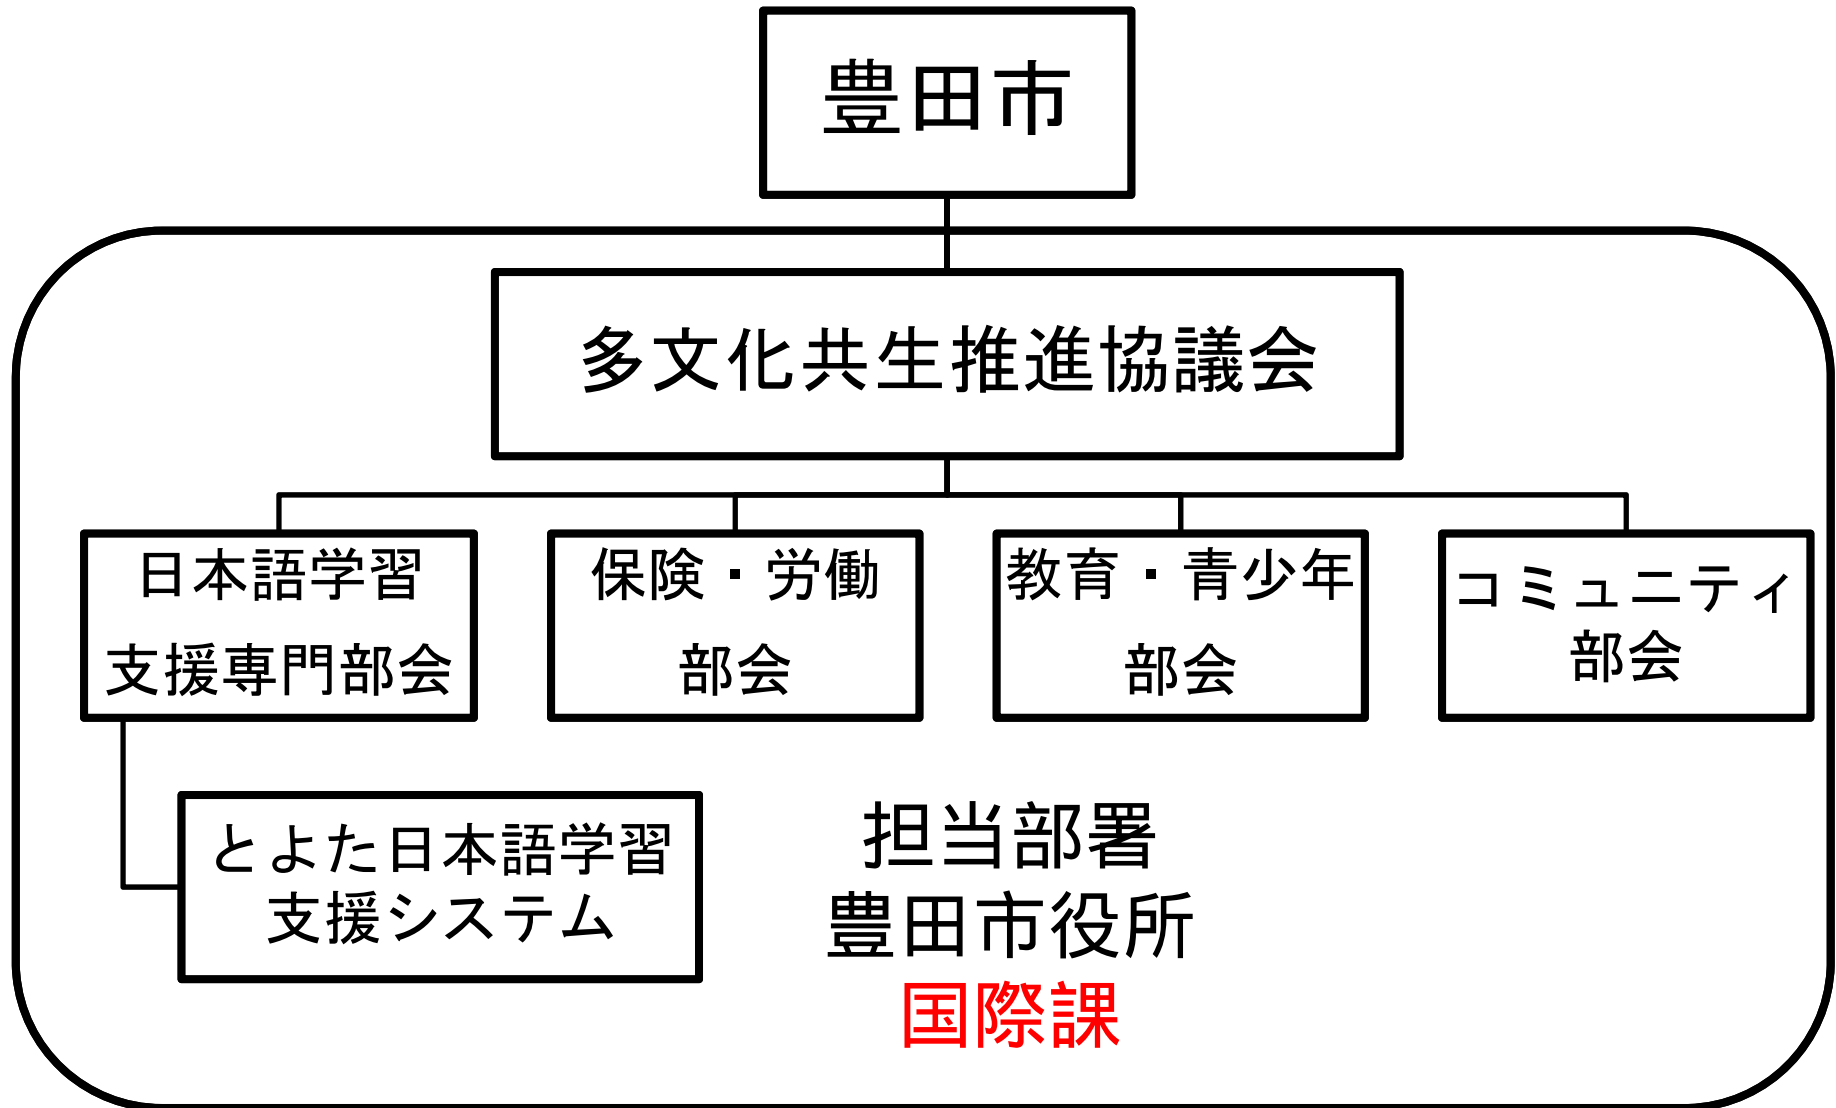 豊田市
多文化共生推進協議会
日本語学習
支援専門部会
保険・労働
部会
教育・青少年
部会
コミュニティ
部会
とよた日本語学習
支援システム
担当部署
豊田市役所
国際課